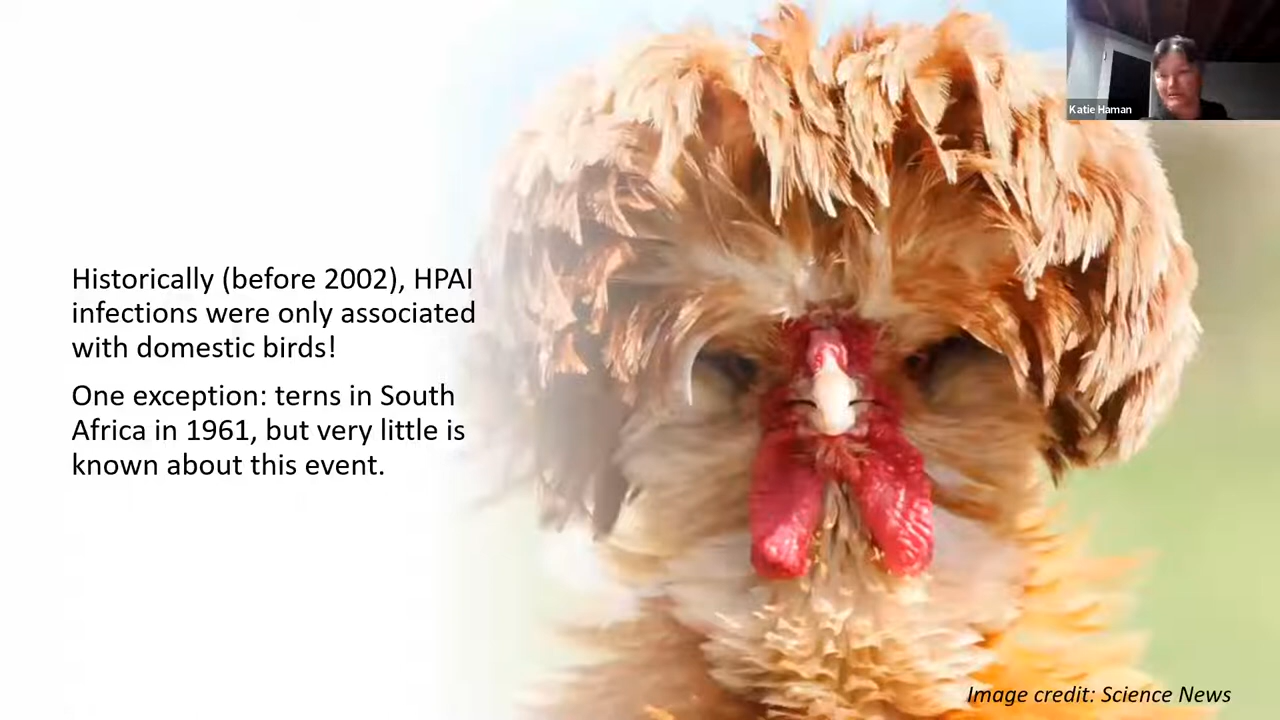 Katie Haman
Historically (before 2002), HPAI
infections were only associated
with domestic birds!
One exception: terns in South
Africa in 1961, but very little is
known about this event.
Image credit: Science News